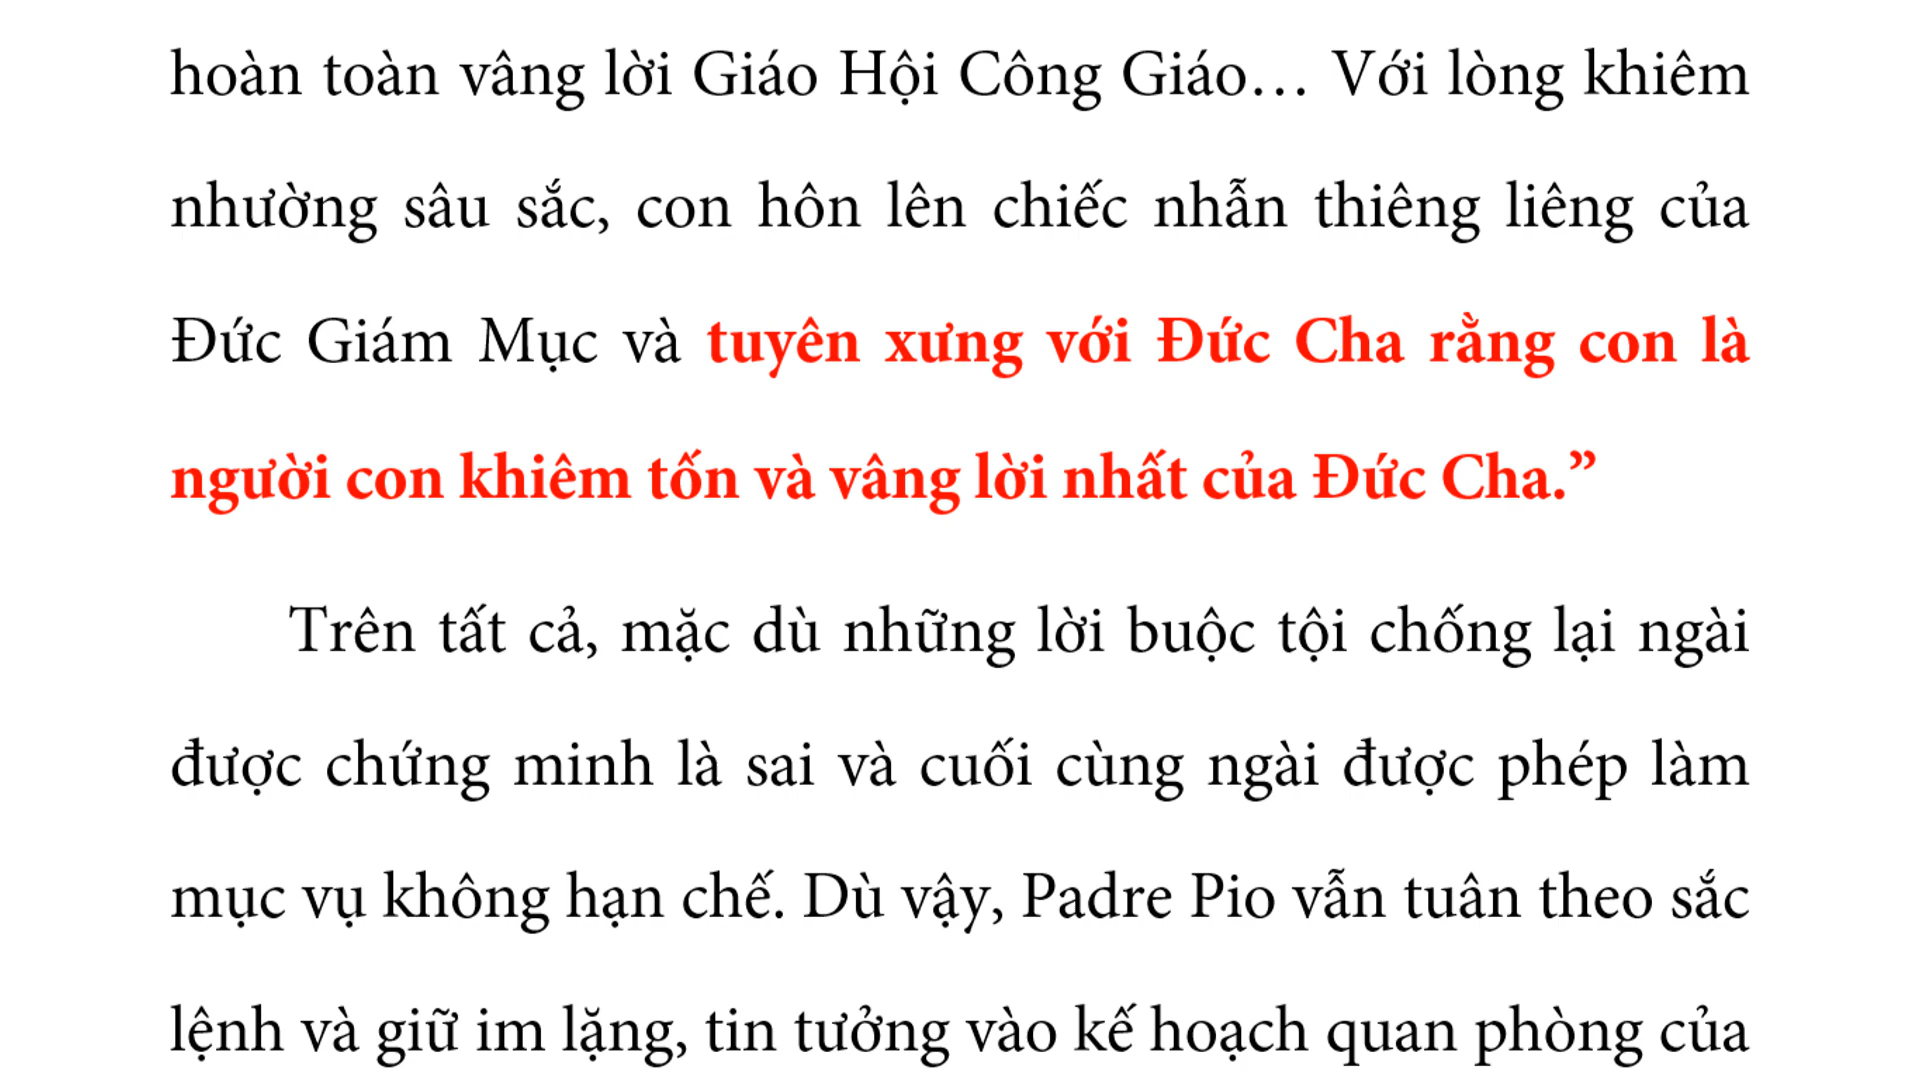 hoàn toàn vâng lời Giáo Hội Công Giáo… Với lòng khiêm
nhường sâu sắc, con hôn lên chiếc nhẫn thiêng liêng của
Đức Giám Mục và tuyên xưng với Đức Cha rằng con là
người con khiêm tốn và vâng lời nhất của Đức Cha.”
Trên tất cả, mặc dù những lời buộc tội chống lại ngài
được chứng minh là sai và cuối cùng ngài được phép làm
mục vụ không hạn chế. Dù vậy, Padre Pio vẫn tuân theo sắc
lệnh và giữ im lặng, tin tưởng vào kế hoạch quan phòng của